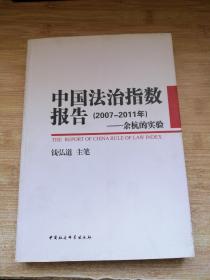 中国法治指数
报告(2007-2011年)
——余杭的实验
THE REPORT OF CHINA RULE OF LAW INDEX
钱弘道 主笔
中国社会科学出版社